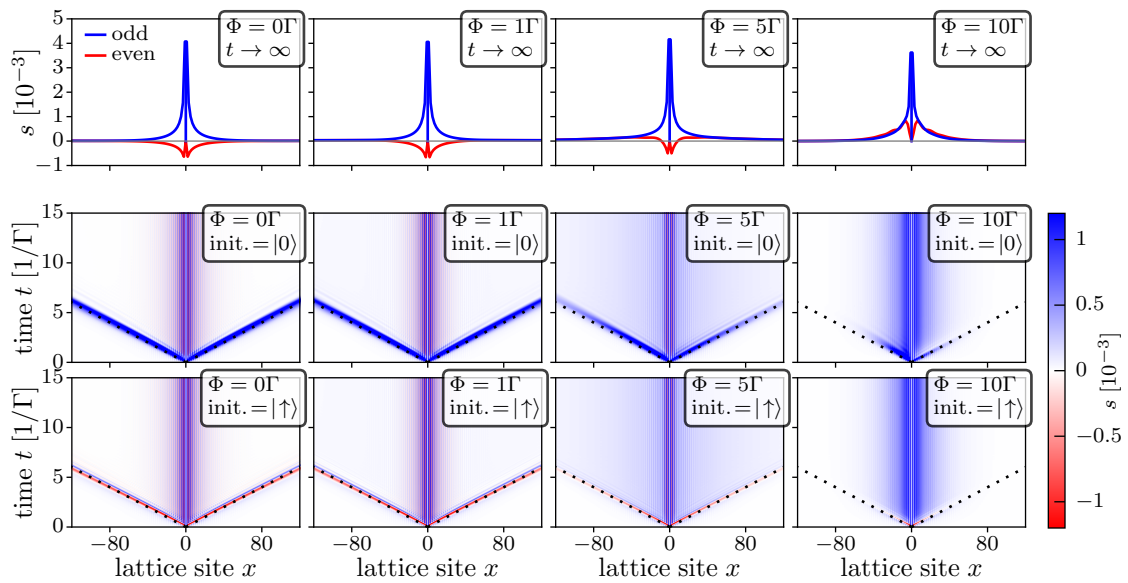 5
4
3
2
1
0
−1
s [10⁻³]
odd
even
Φ = 0Γ
t → ∞
Φ = 1Γ
t → ∞
Φ = 5Γ
t → ∞
Φ = 10Γ
t → ∞
15
10
5
0
time t [1/Γ]
Φ = 0Γ
init. = |0⟩
Φ = 1Γ
init. = |0⟩
Φ = 5Γ
init. = |0⟩
Φ = 10Γ
init. = |0⟩
15
10
5
0
time t [1/Γ]
Φ = 0Γ
init. = |↑⟩
Φ = 1Γ
init. = |↑⟩
Φ = 5Γ
init. = |↑⟩
Φ = 10Γ
init. = |↑⟩
−80 0 80
−80 0 80
−80 0 80
−80 0 80
lattice site x
lattice site x
lattice site x
lattice site x
1
0.5
0
−0.5
−1
s [10⁻³]